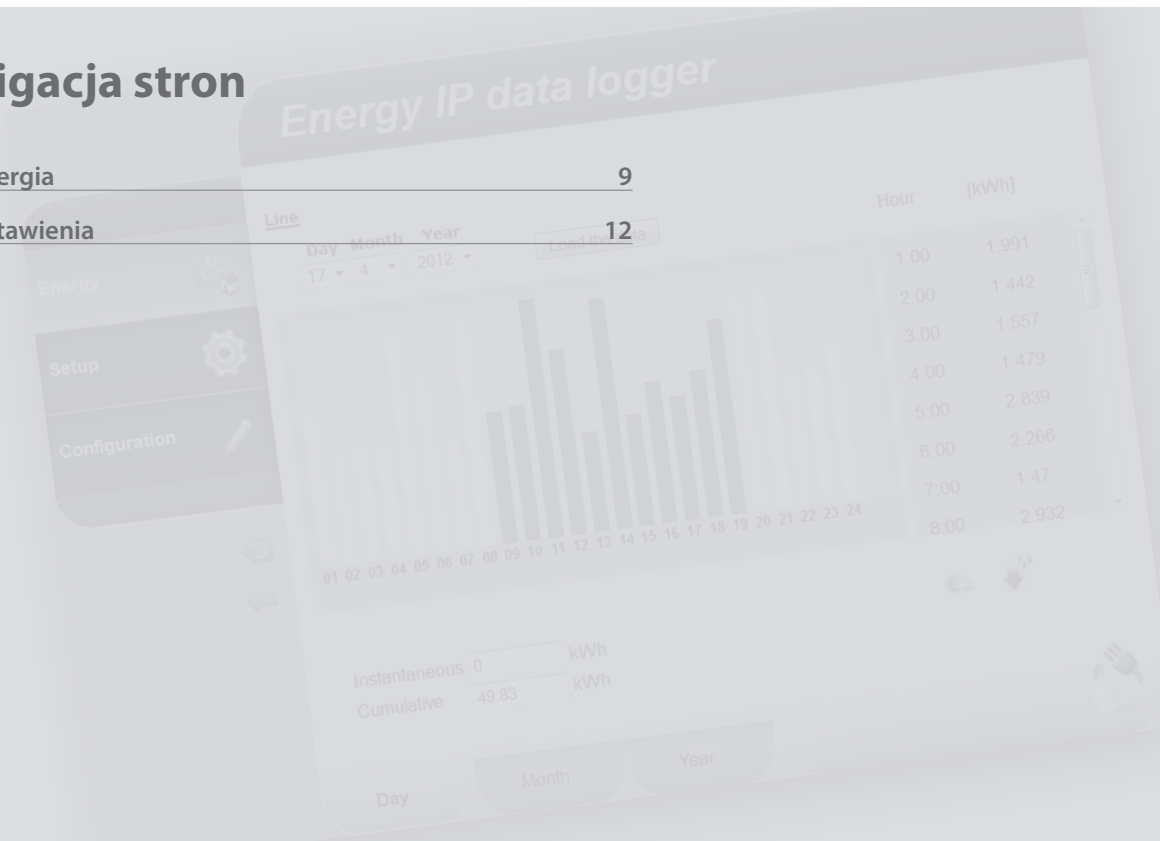 igacja stron
ergia 9
tawienia 12
Energy IP data logger
Line
Day Month Year
17 4 2012 Load the data
Hour [kWh]
1:00 1.991
2:00 1.442
3:00 1.557
4:00 1.479
5:00 2.839
6:00 2.266
7:00 1.47
8:00 2.932
Energy
Setup
Configuration
01 02 03 04 05 06 07 08 09 10 11 12 13 14 15 16 17 18 19 20 21 22 23 24
Instantaneous 0 kWh
Cumulative 49.83 kWh
Day Month Year